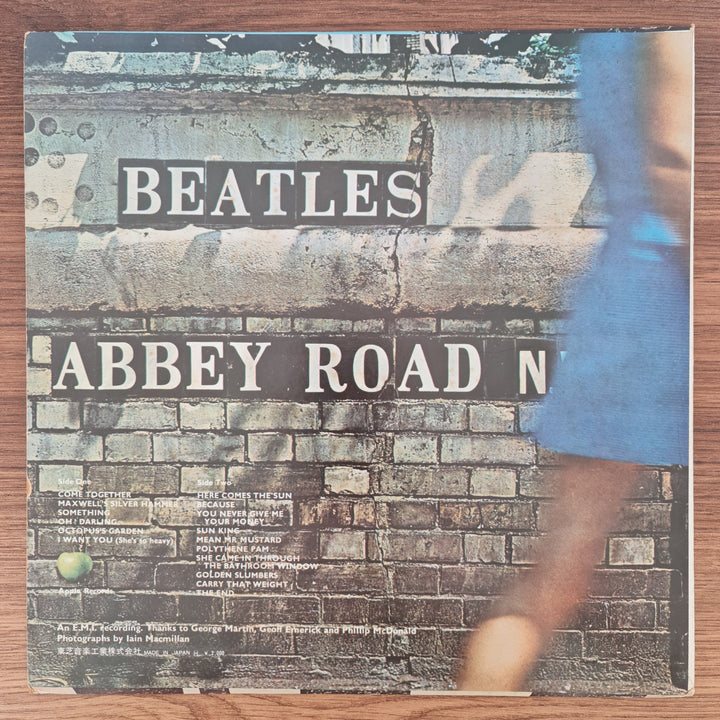 BEATLES
ABBEY ROAD N
Side One
COME TOGETHER
MAXWELL'S SILVER HAMMER
SOMETHING
OH! DARLING
OCTOPUS'S GARDEN
I WANT YOU (She's so heavy)
Apple Records
Side Two
HERE COMES THE SUN
BECAUSE
YOU NEVER GIVE ME
YOUR MONEY
SUN KING
MEAN MR MUSTARD
POLYTHENE PAM
SHE CAME IN THROUGH
THE BATHROOM WINDOW
GOLDEN SLUMBERS
CARRY THAT WEIGHT
THE END
An E.M.I. recording. Thanks to George Martin, Geoff Emerick and Phillip McDonald
Photographs by Iain Macmillan
東芝音楽工業株式会社 MADE IN JAPAN H. ¥ 2,000